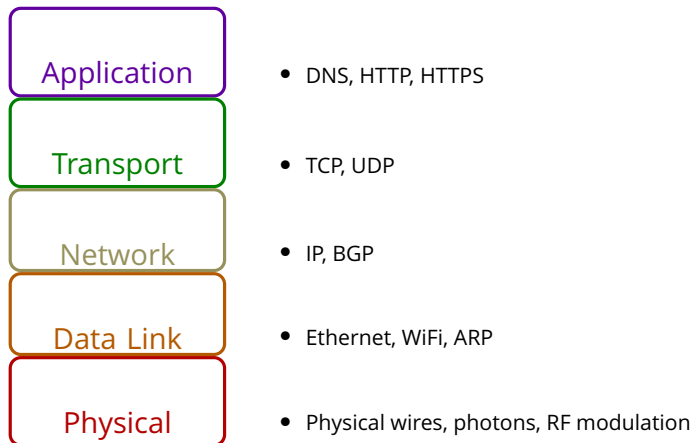 Application
• DNS, HTTP, HTTPS
Transport
• TCP, UDP
Network
• IP, BGP
Data Link
• Ethernet, WiFi, ARP
Physical
• Physical wires, photons, RF modulation